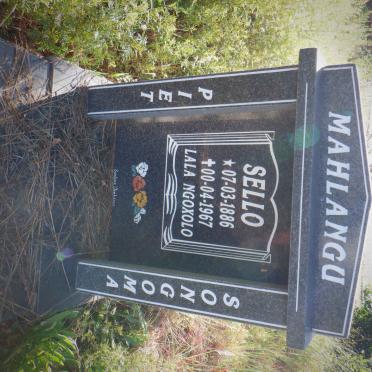 MAHLANGU
PIET
SONGOMA
SELLO
★ 07-03-1886
✝ 00-04-1967
LALA NGOXOLO